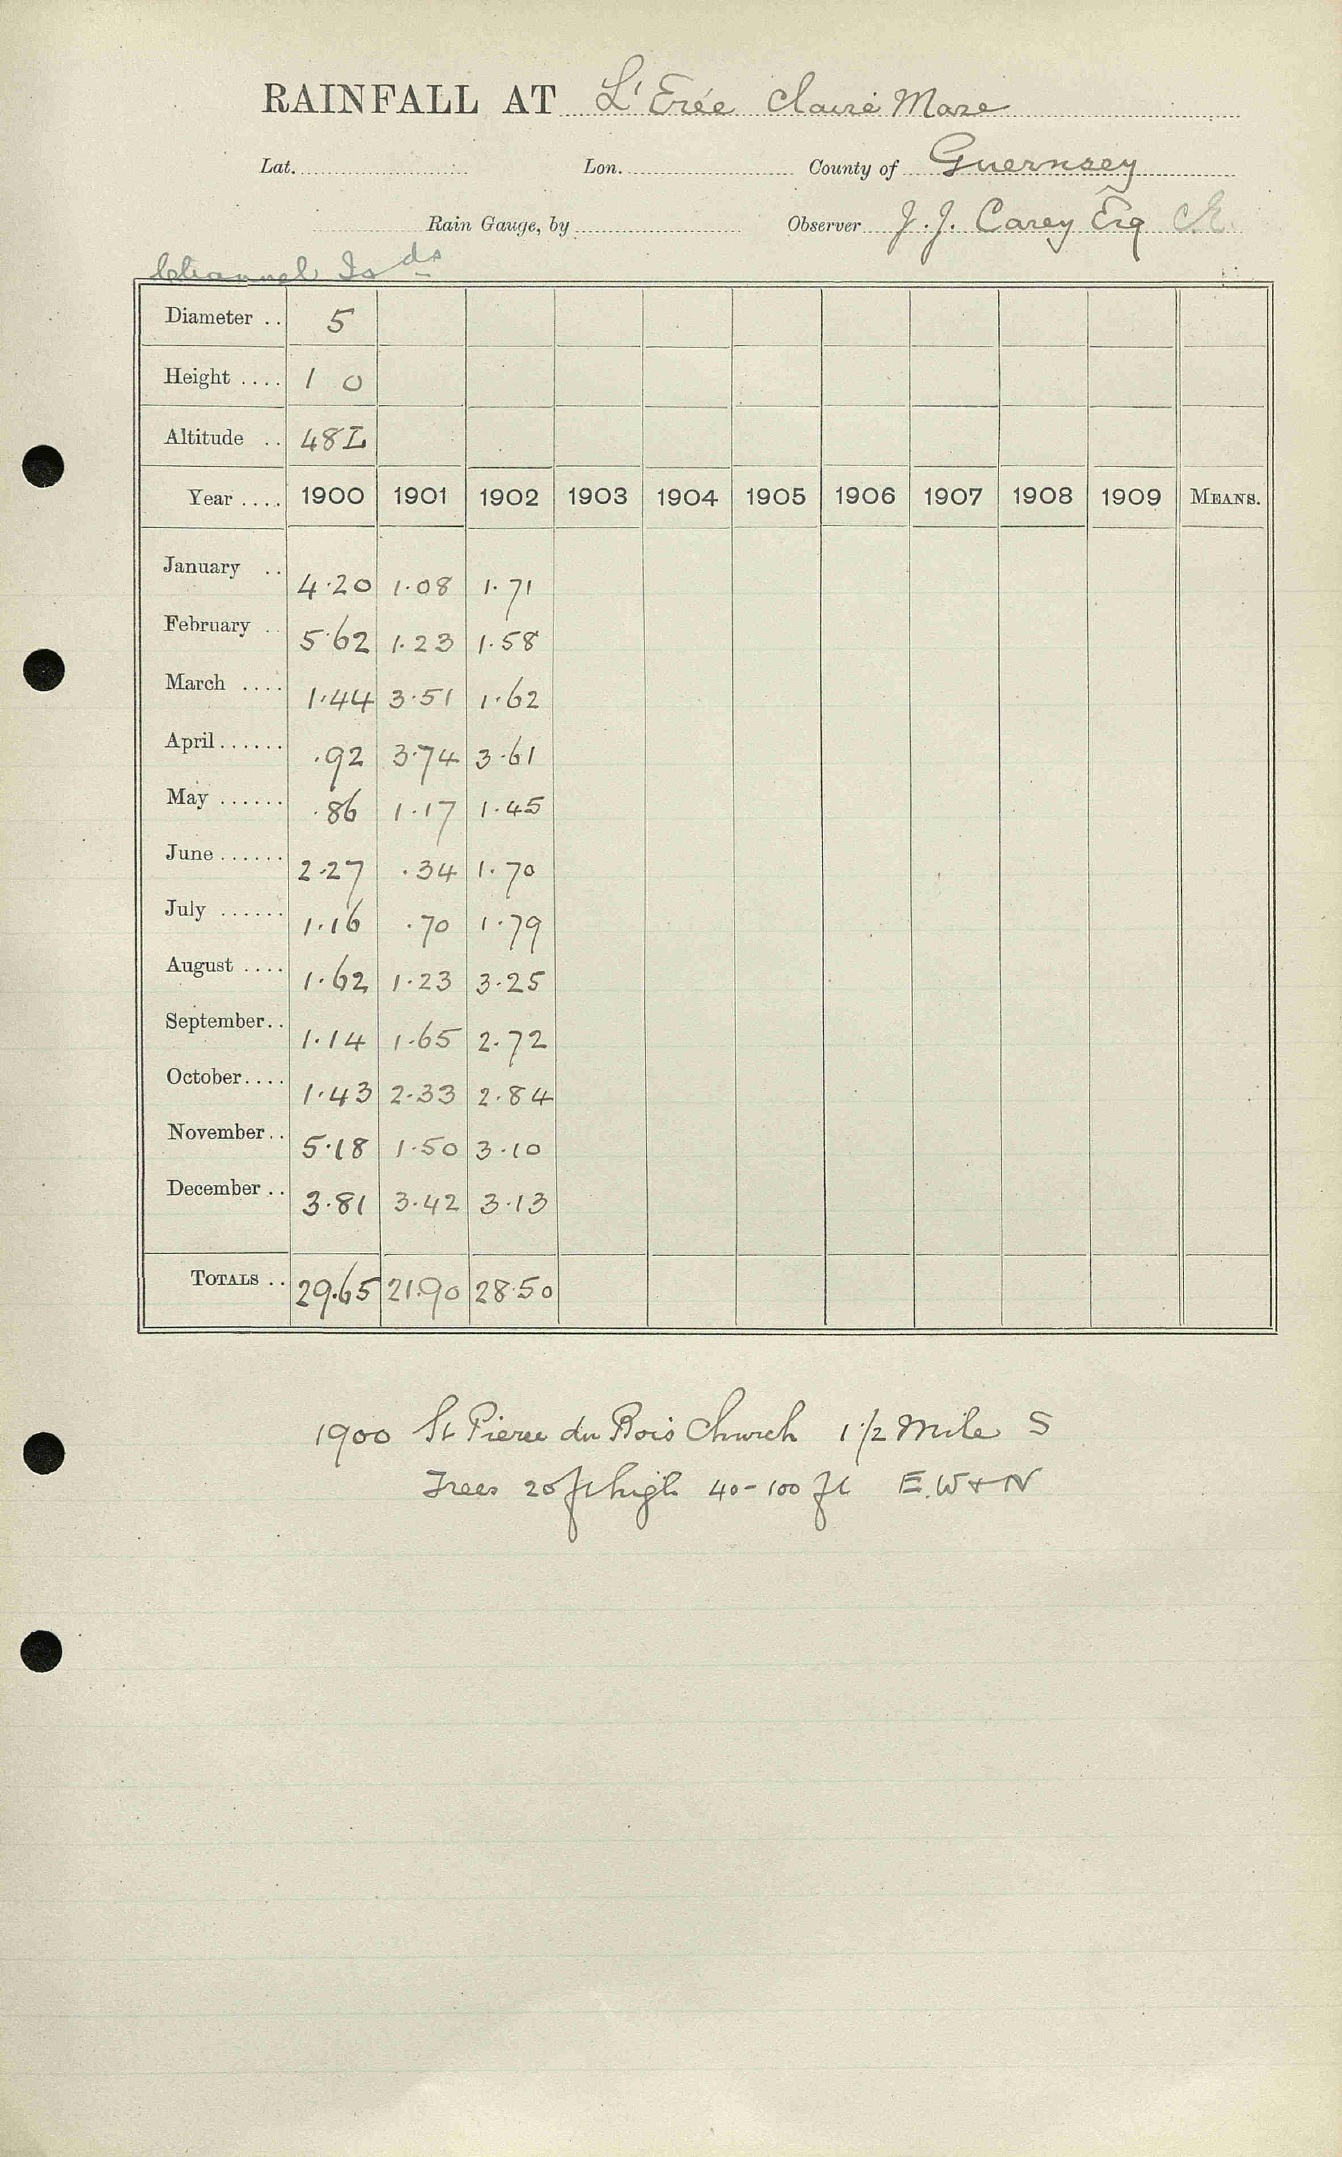 RAINFALL AT L'Erée Claire Mare
Lat. Lon. County of Guernsey
Rain Gauge, by Observer J. J. Carey Esq
Channel Is ds
Diameter .. 5
Height .... 1 0
Altitude .. 48 L
Year .... 1900 1901 1902 1903 1904 1905 1906 1907 1908 1909 MEANS.
January .. 4.20 1.08 1.71
February .. 5.62 1.23 1.58
March .... 1.44 3.51 1.62
April ...... .92 3.74 3.61
May ...... .86 1.17 1.45
June ...... 2.27 .34 1.70
July ...... 1.16 .70 1.79
August .... 1.62 1.23 3.25
September .. 1.14 1.65 2.72
October .... 1.43 2.33 2.84
November .. 5.18 1.50 3.10
December .. 3.81 3.42 3.13
TOTALS .. 29.65 21.90 28.50
1900 St Pierre du Bois Church 1 1/2 Mile S
Trees 20 ft high 40-100 ft E. W + N